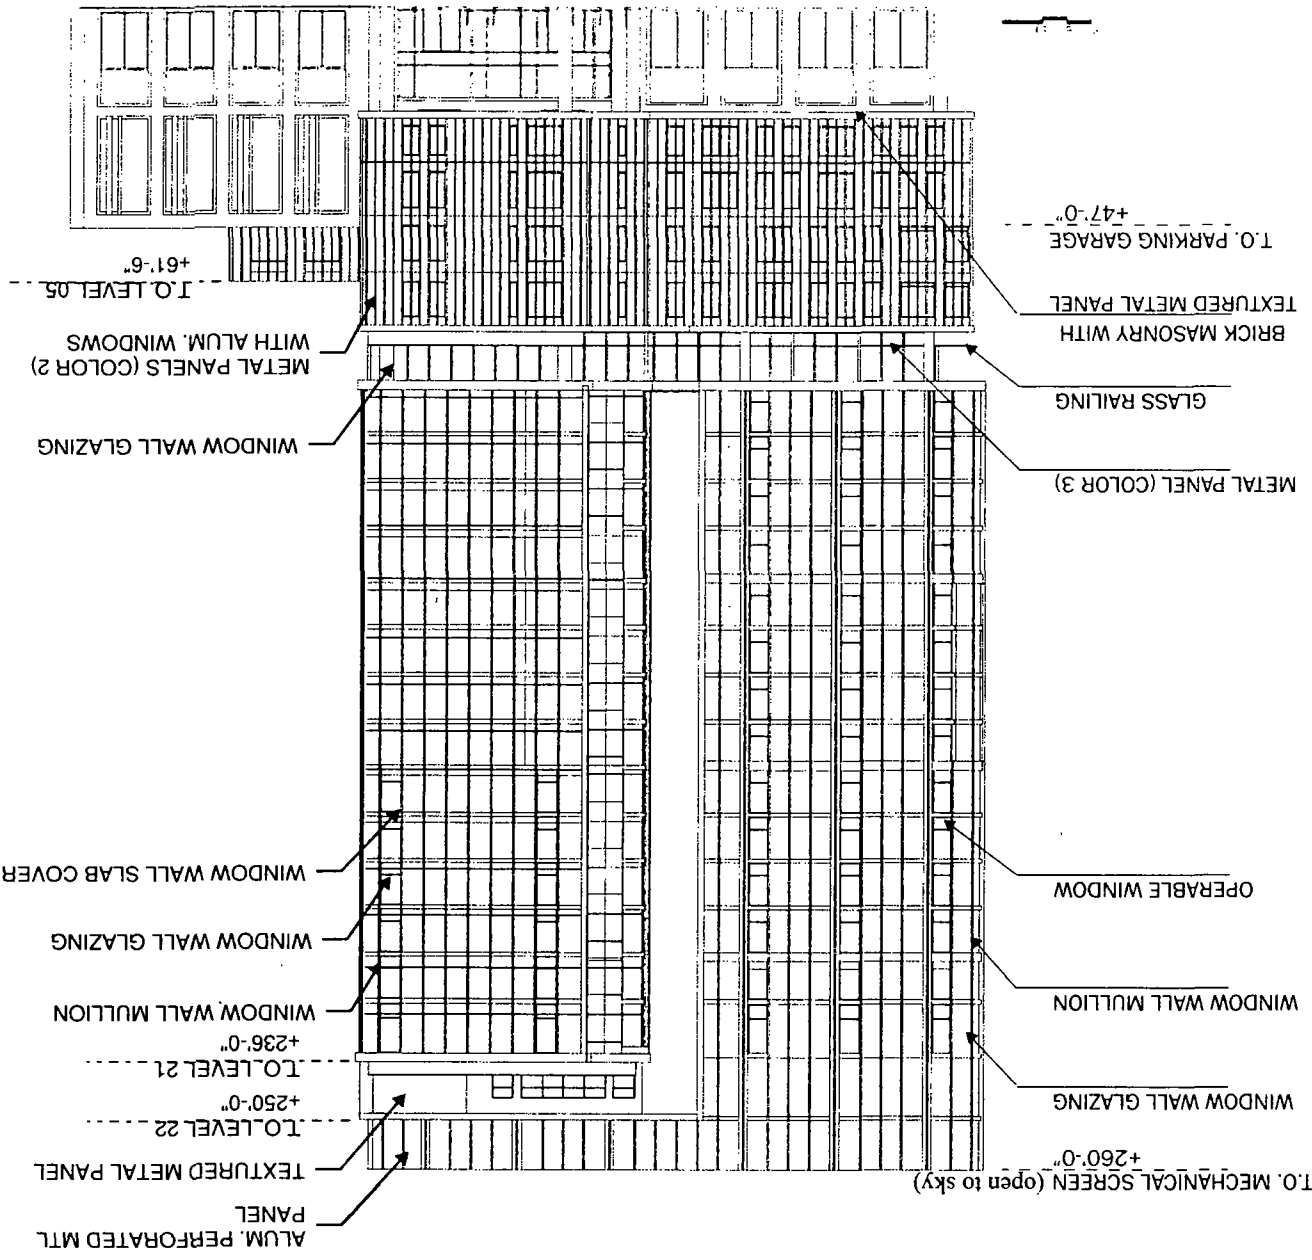 T.O. MECHANICAL SCREEN (open to sky)
+260'-0"
WINDOW WALL GLAZING
WINDOW WALL MULLION
OPERABLE WINDOW
METAL PANEL (COLOR 3)
GLASS RAILING
BRICK MASONRY WITH
TEXTURED METAL PANEL
T.O. PARKING GARAGE
+47'-0"
ALUM. PERFORATED MTL
PANEL
TEXTURED METAL PANEL
T.O. LEVEL 22
+250'-0"
T.O. LEVEL 21
+236'-0"
WINDOW WALL MULLION
WINDOW WALL GLAZING
WINDOW WALL SLAB COVER
WINDOW WALL GLAZING
METAL PANELS (COLOR 2)
WITH ALUM. WINDOWS
T.O. LEVEL 05
+61'-6"